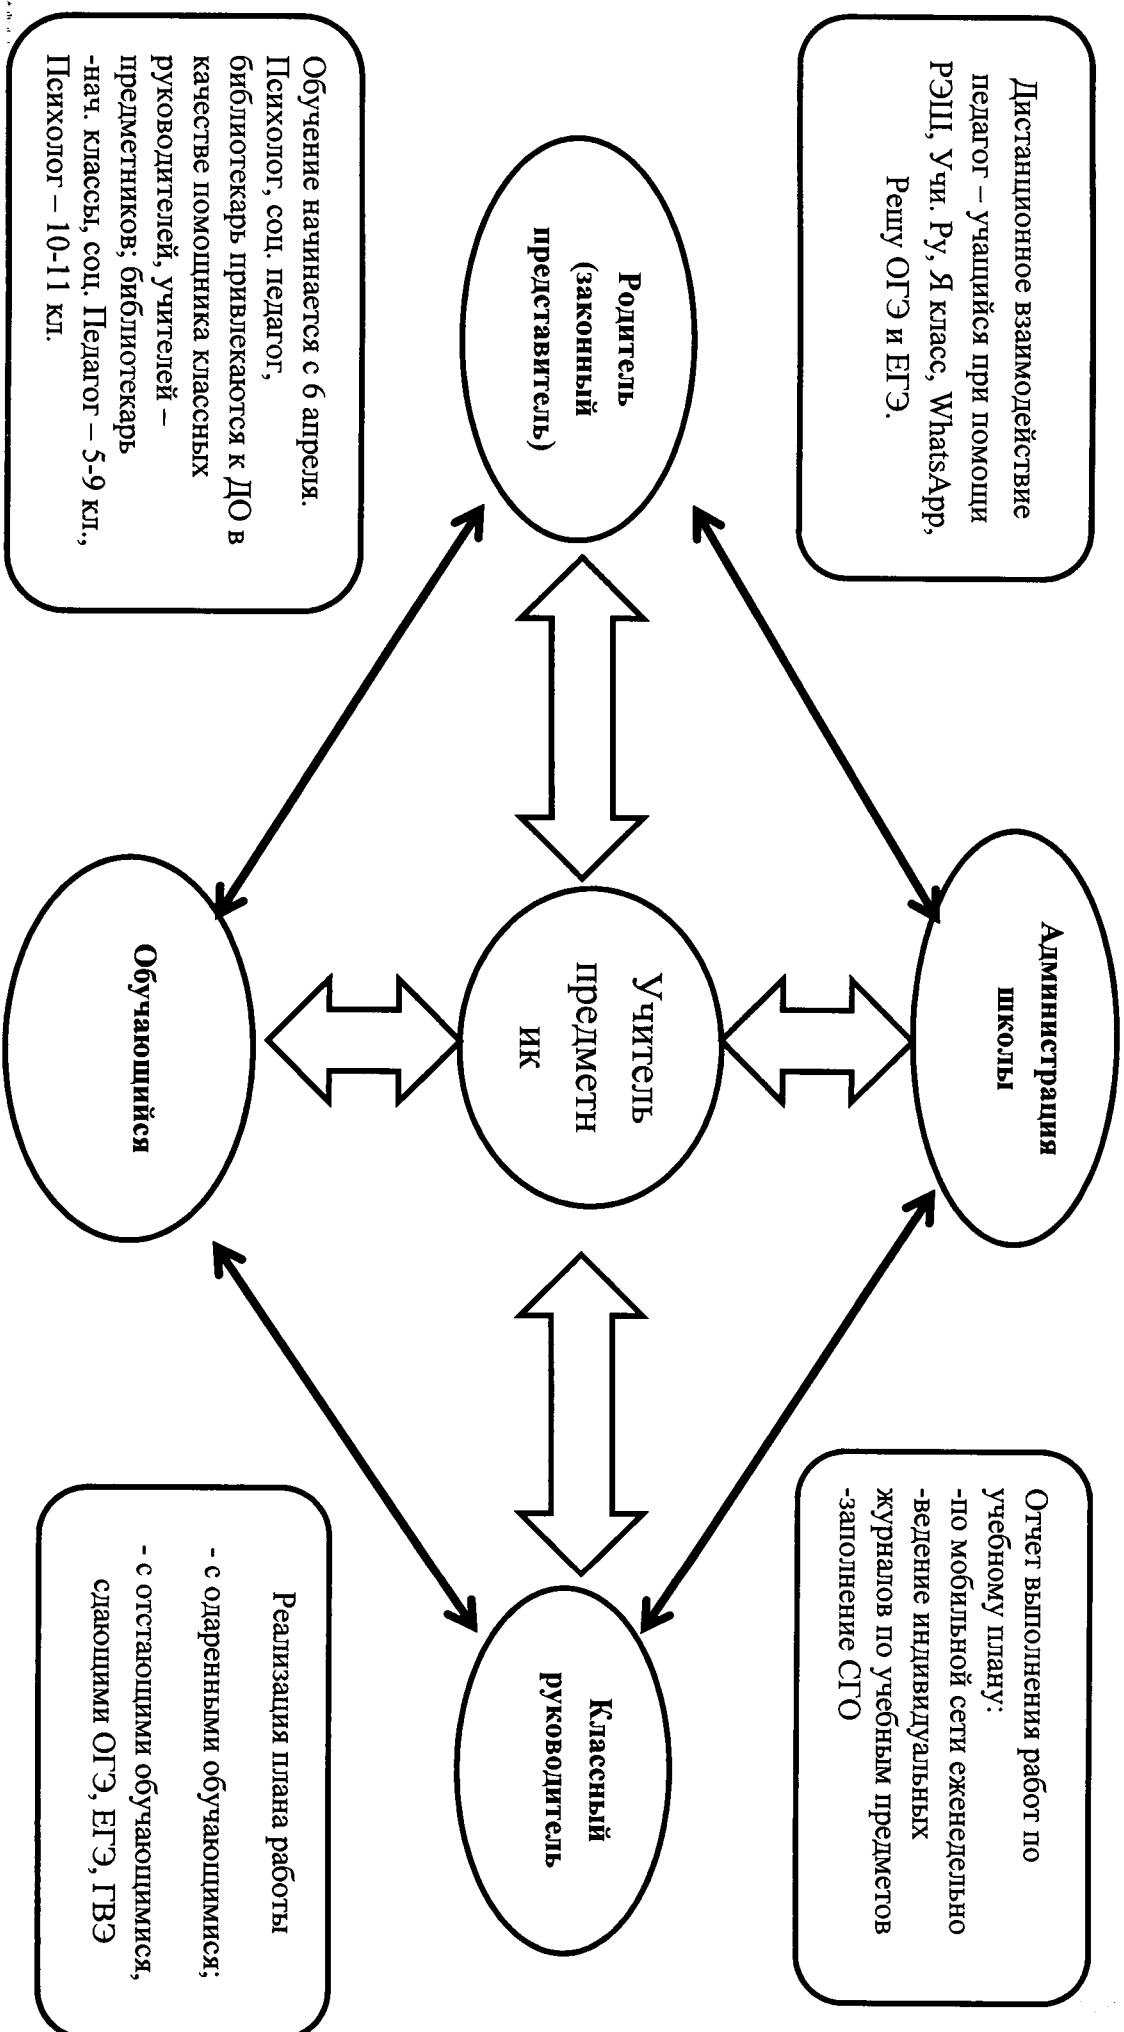 Дистанционное взаимодействие
педагог – учащийся при помощи
РЭШ, Учи. Ру, Я класс, WhatsApp,
Решу ОГЭ и ЕГЭ.
Администрация
школы
Отчет выполнения работ по
учебному плану:
-по мобильной сети еженедельно
-ведение индивидуальных
журналов по учебным предметов
-заполнение СГО
Родитель
(законный
представитель)
Учитель
предметн
ик
Классный
руководитель
Обучение начинается с 6 апреля.
Психолог, соц. педагог,
библиотекарь привлекаются к ДО в
качестве помощника классных
руководителей, учителей –
предметников; библиотекарь
-нач. классы, соц. Педагог – 5-9 кл.,
Психолог – 10-11 кл.
Обучающийся
Реализация плана работы
- с одаренными обучающимися;
- с отстающими обучающимися,
сдающими ОГЭ, ЕГЭ, ГВЭ